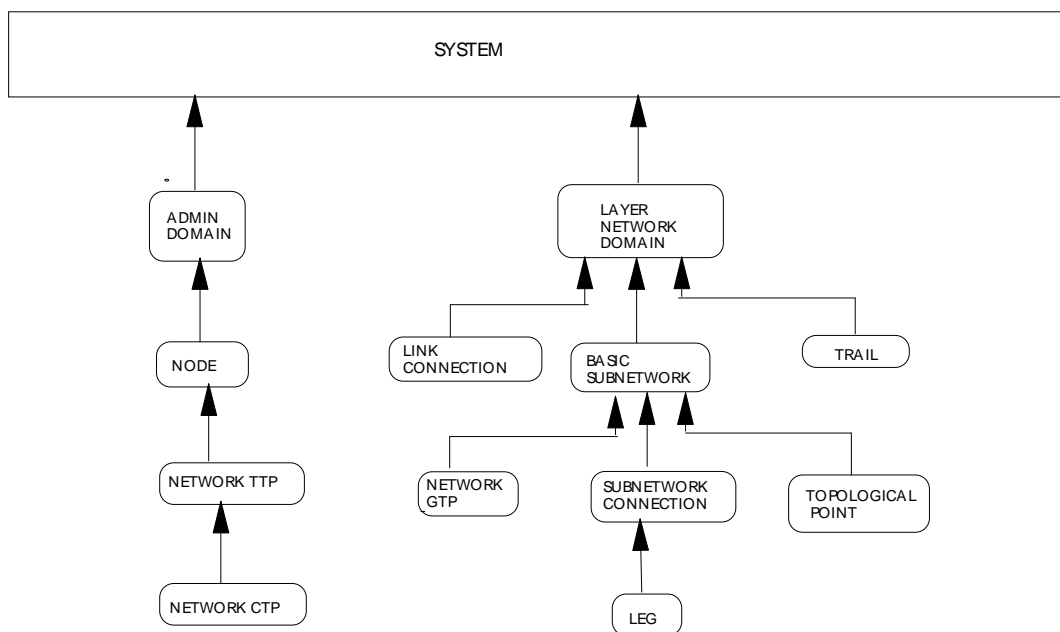 SYSTEM
ADMIN
DOMAIN
LAYER
NETWORK
DOMAIN
NODE
LINK
CONNECTION
BASIC
SUBNETWORK
TRAIL
NETWORK TTP
NETWORK
GTP
SUBNETWORK
CONNECTION
TOPOLOGICAL
POINT
NETWORK CTP
LEG